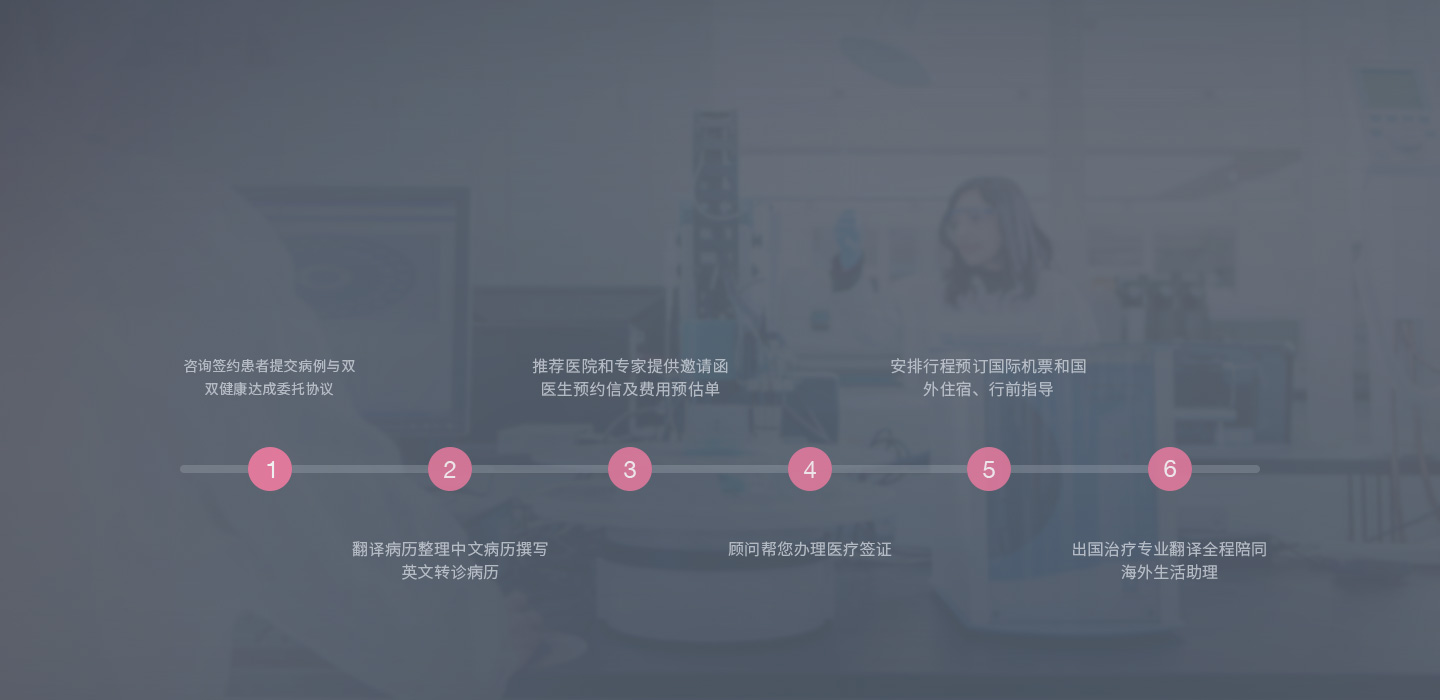 咨询签约患者提交病例与双
双健康达成委托协议
推荐医院和专家提供邀请函
医生预约信及费用预估单
安排行程预订国际机票和国
外住宿、行前指导
1
2
3
4
5
6
翻译病历整理中文病历撰写
英文转诊病历
顾问帮您办理医疗签证
出国治疗专业翻译全程陪同
海外生活助理